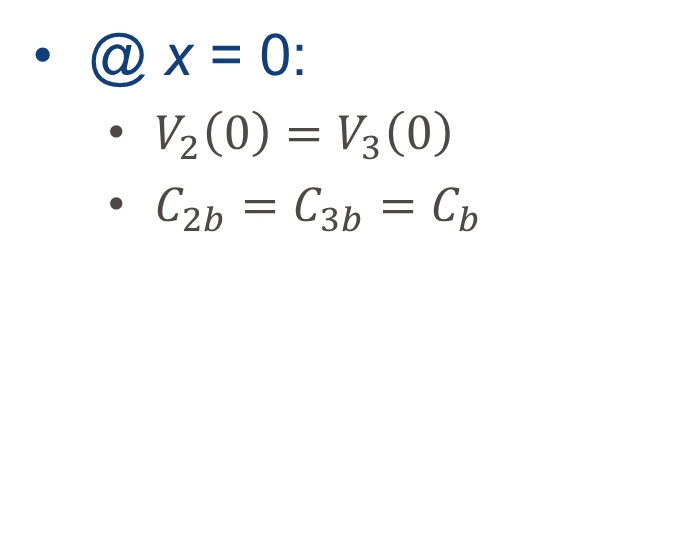 • @ x = 0:
• V₂(0) = V₃(0)
• C₂b = C₃b = Cb